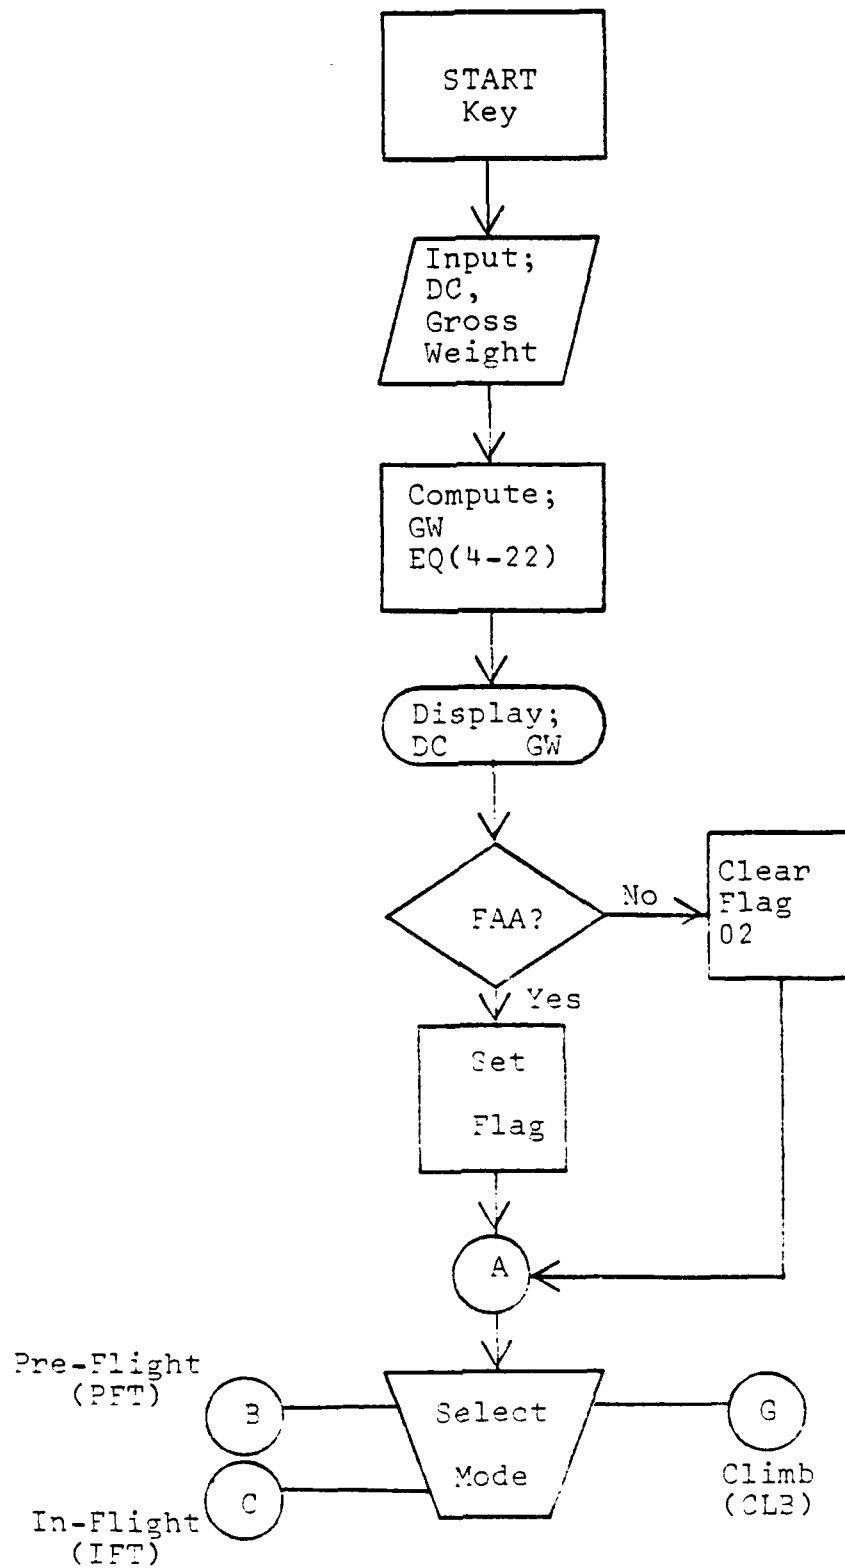 START
Key
Input;
DC,
Gross
Weight
Compute;
GW
EQ(4-22)
Display;
DC GW
FAA?
No
Clear
Flag
02
Yes
Set
Flag
A
Pre-Flight
(PFT)
B
Select
Mode
G
Climb
(CLB)
C
In-Flight
(IFT)